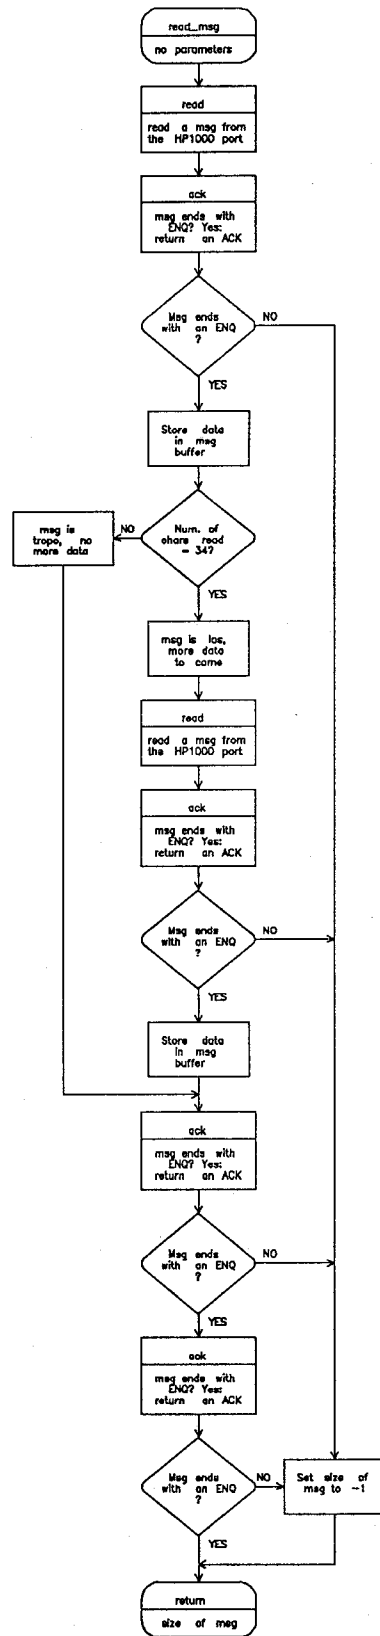 read_msg
no parameters
read
read a msg from
the HP1000 port
ack
msg ends with
ENQ? Yes:
return an ACK
Msg ends
with an ENQ
?
NO
YES
Store data
in msg
buffer
Num. of
chars read
= 34?
NO
msg is
tropo, no
more data
YES
msg is los,
more data
to come
read
read a msg from
the HP1000 port
ack
msg ends with
ENQ? Yes:
return an ACK
Msg ends
with an ENQ
?
NO
YES
Store data
in msg
buffer
ack
msg ends with
ENQ? Yes:
return an ACK
Msg ends
with an ENQ
?
NO
YES
ack
msg ends with
ENQ? Yes:
return an ACK
Msg ends
with an ENQ
?
NO
Set size of
msg to -1
YES
return
size of msg